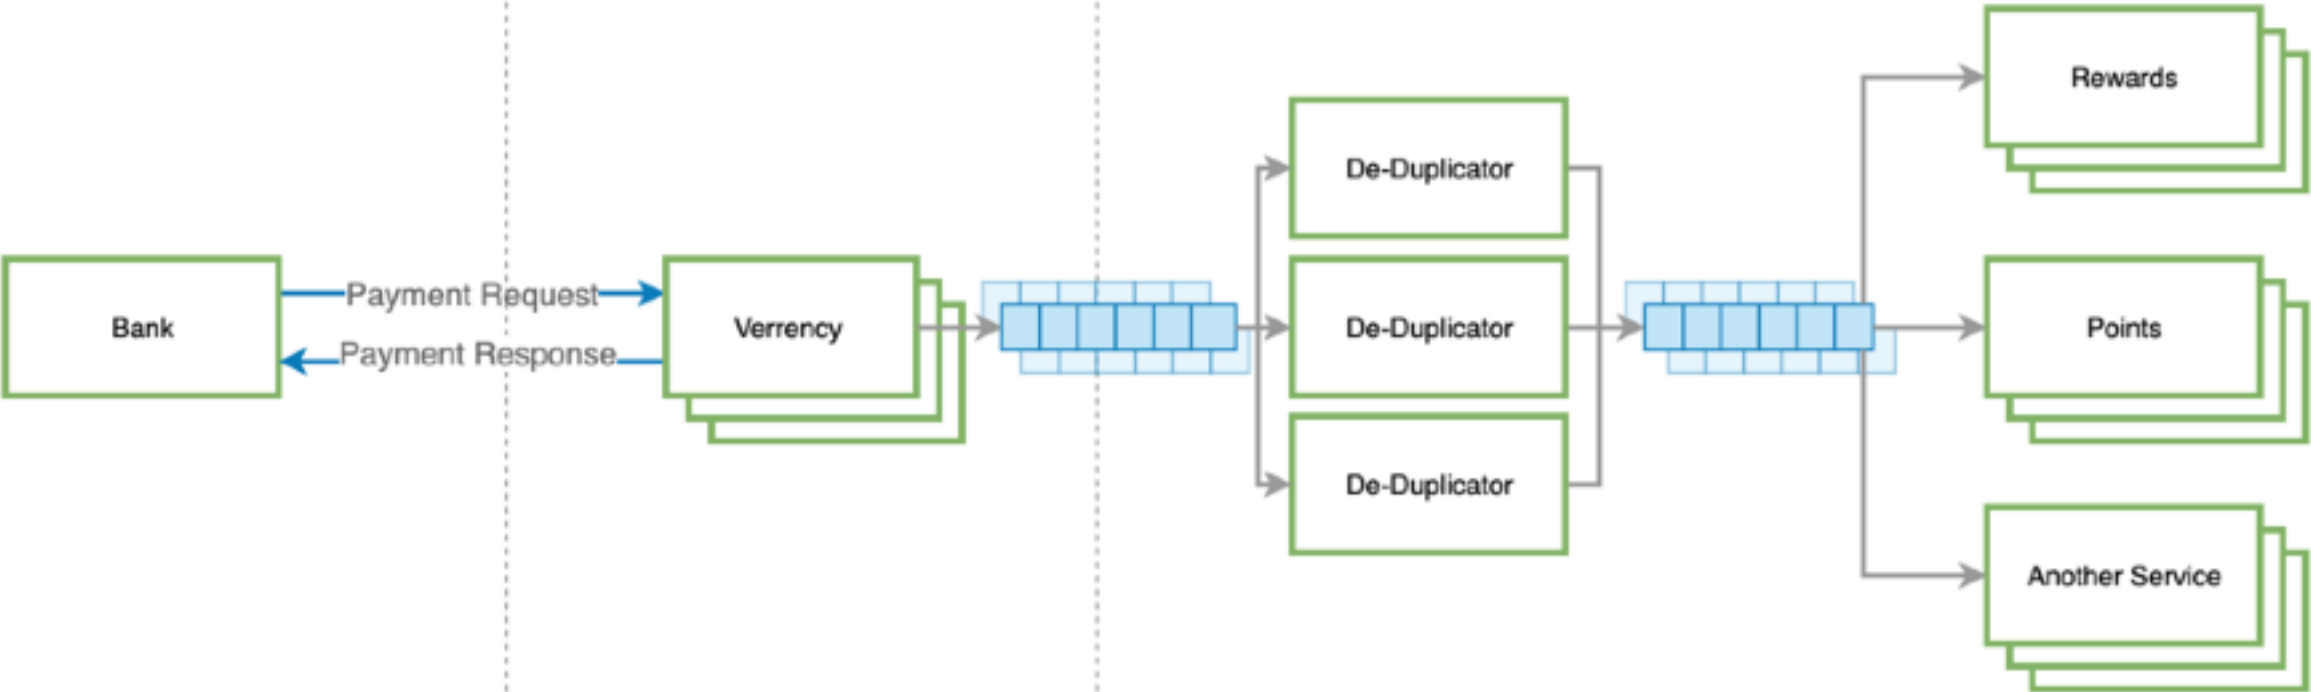 Bank
Payment Request
Payment Response
Verrency
De-Duplicator
De-Duplicator
De-Duplicator
Rewards
Points
Another Service